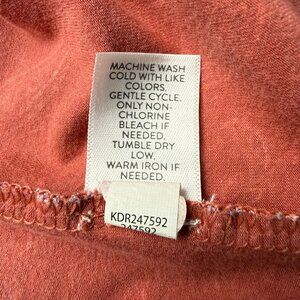 MACHINE WASH
COLD WITH LIKE
COLORS.
GENTLE CYCLE.
ONLY NON-
CHLORINE
BLEACH IF
NEEDED.
TUMBLE DRY
LOW.
WARM IRON IF
NEEDED.
KDR247592
247592